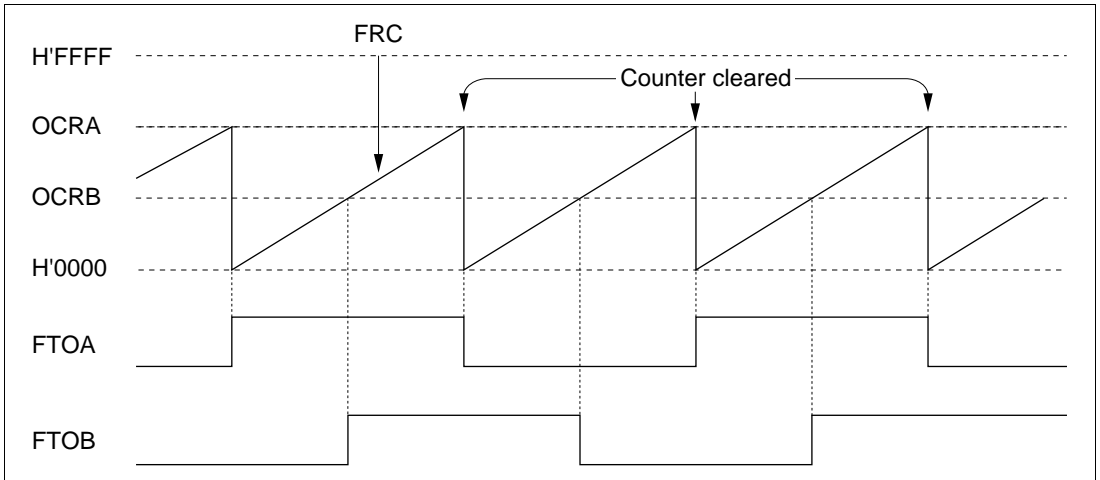 FRC
H'FFFF
Counter cleared
OCRA
OCRB
H'0000
FTOA
FTOB